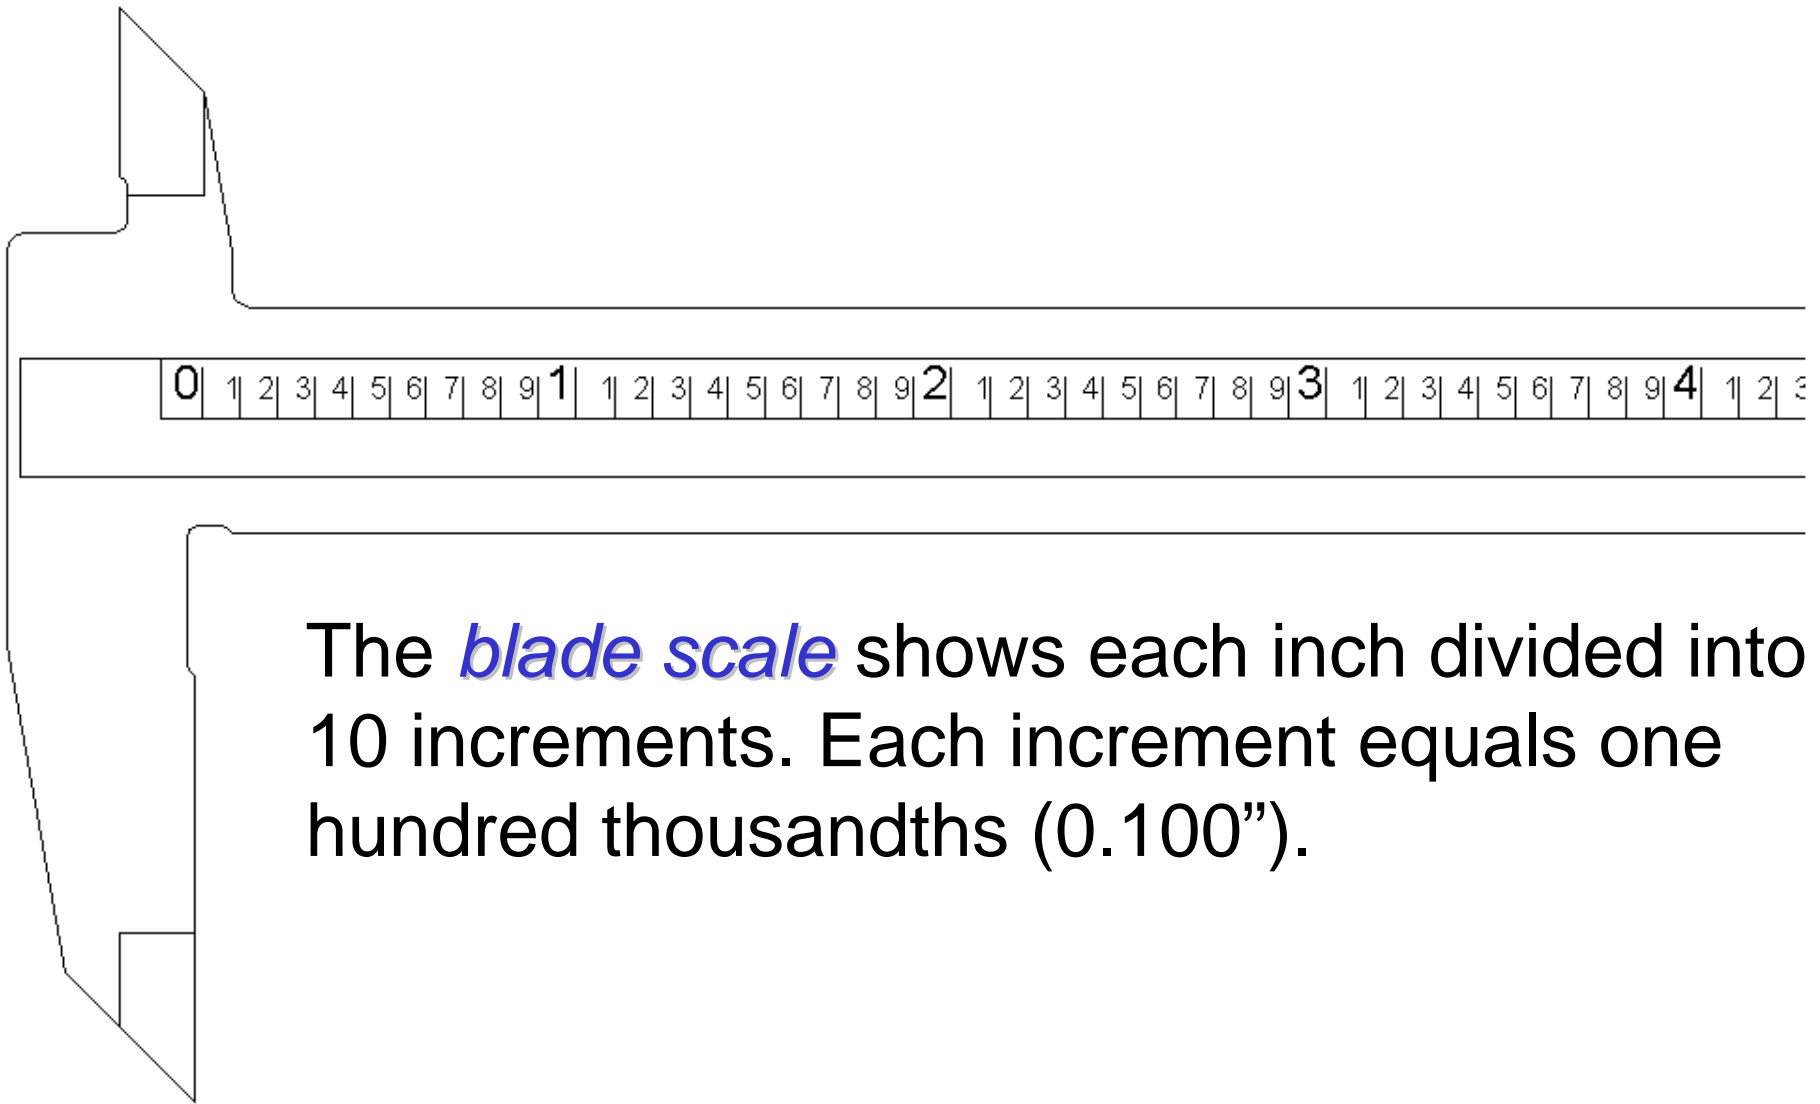 0 1 2 3 4 5 6 7 8 9 1 1 2 3 4 5 6 7 8 9 2 1 2 3 4 5 6 7 8 9 3 1 2 3 4 5 6 7 8 9 4 1 2 3
The blade scale shows each inch divided into
10 increments. Each increment equals one
hundred thousandths (0.100”).